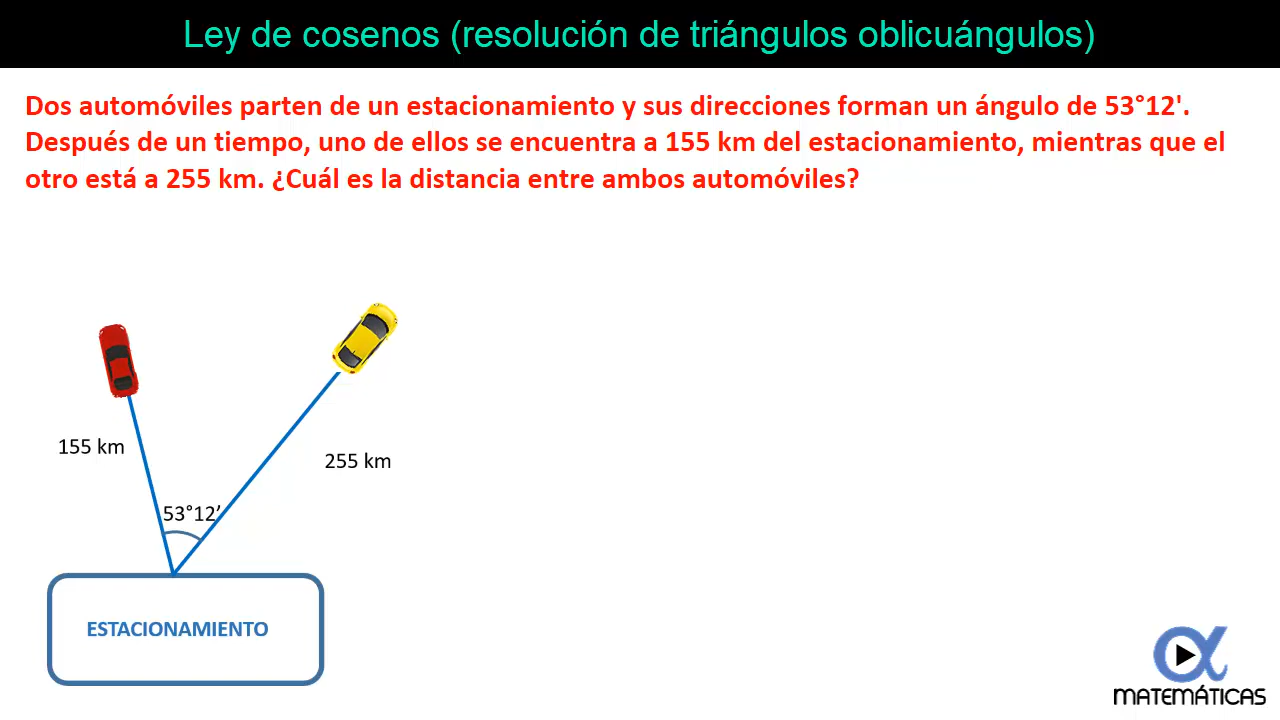 Ley de cosenos (resolución de triángulos oblicuángulos)
Dos automóviles parten de un estacionamiento y sus direcciones forman un ángulo de 53°12'.
Después de un tiempo, uno de ellos se encuentra a 155 km del estacionamiento, mientras que el
otro está a 255 km. ¿Cuál es la distancia entre ambos automóviles?
155 km
255 km
53°12’
ESTACIONAMIENTO
MATEMÁTICAS